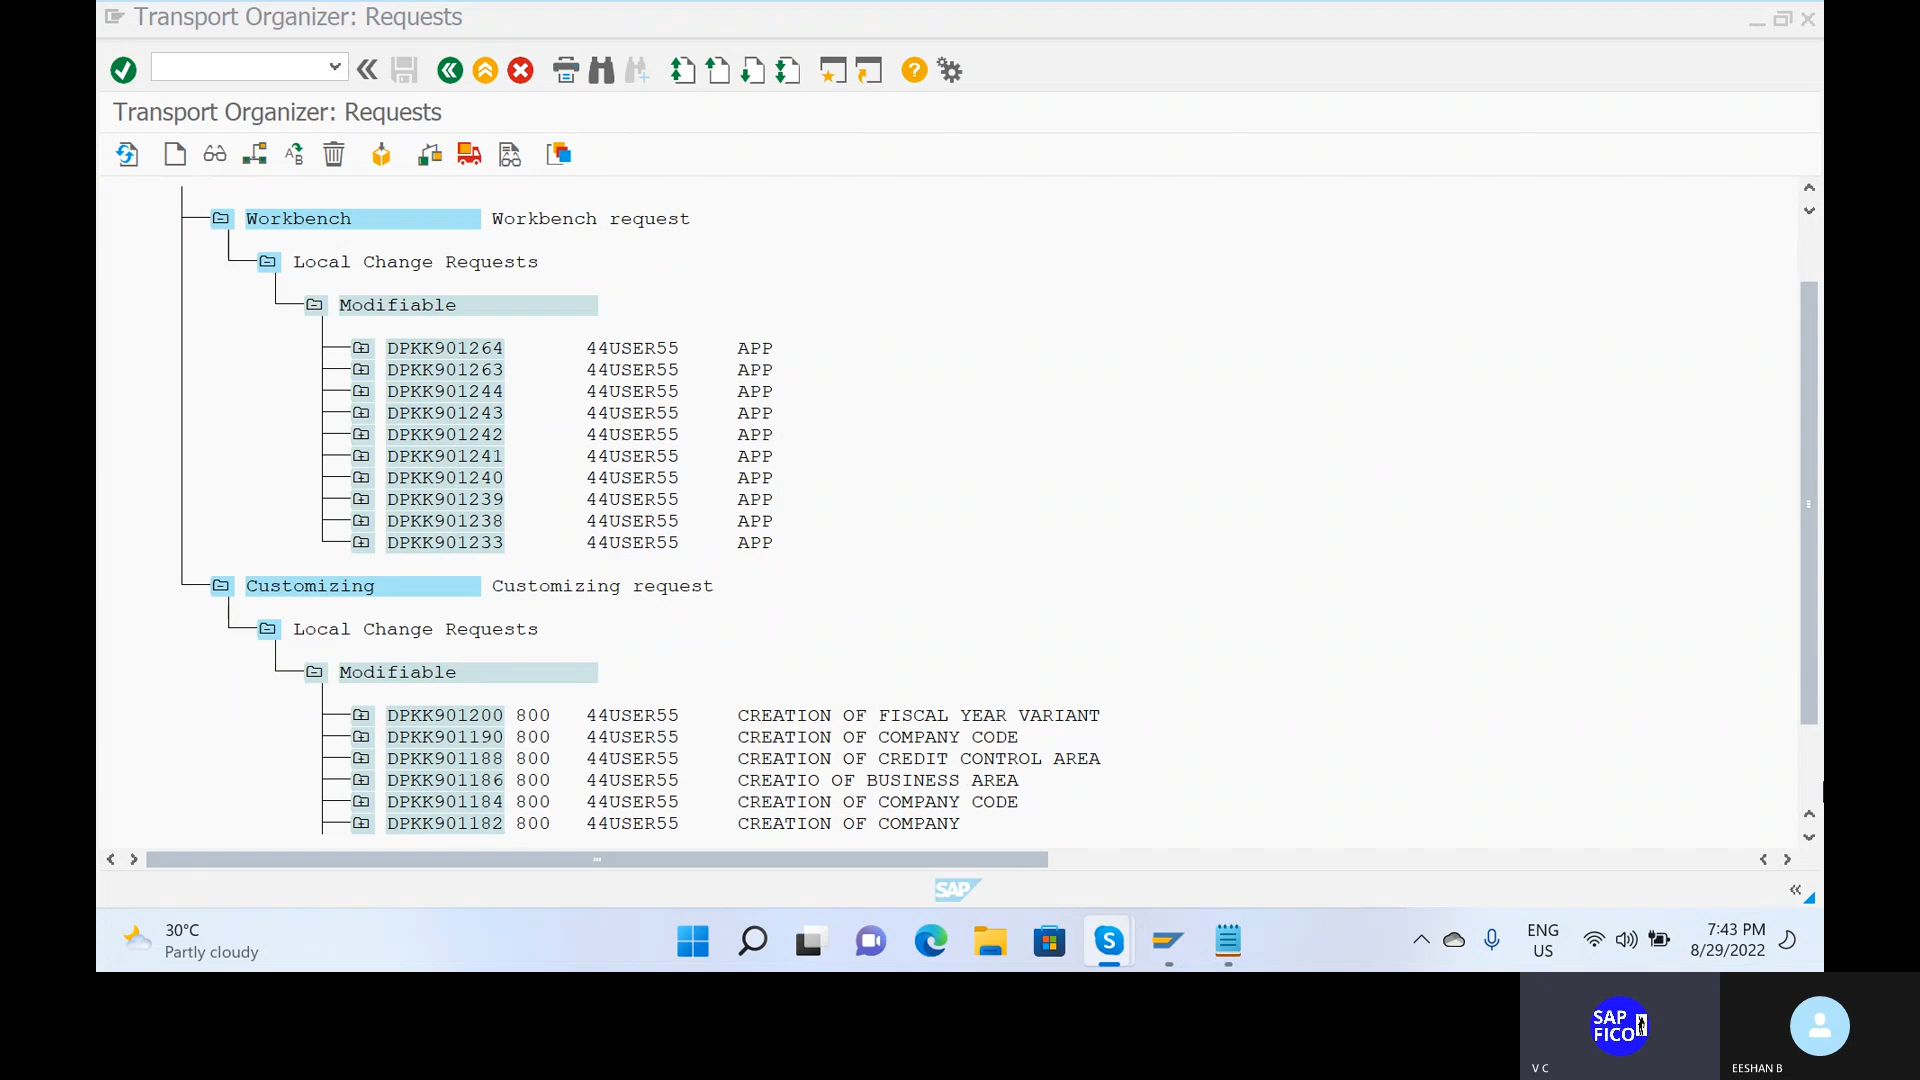 Transport Organizer: Requests
Transport Organizer: Requests
Workbench Workbench request
Local Change Requests
Modifiable
DPKK901264 44USER55 APP
DPKK901263 44USER55 APP
DPKK901244 44USER55 APP
DPKK901243 44USER55 APP
DPKK901242 44USER55 APP
DPKK901241 44USER55 APP
DPKK901240 44USER55 APP
DPKK901239 44USER55 APP
DPKK901238 44USER55 APP
DPKK901233 44USER55 APP
Customizing Customizing request
Local Change Requests
Modifiable
DPKK901200 800 44USER55 CREATION OF FISCAL YEAR VARIANT
DPKK901190 800 44USER55 CREATION OF COMPANY CODE
DPKK901188 800 44USER55 CREATION OF CREDIT CONTROL AREA
DPKK901186 800 44USER55 CREATIO OF BUSINESS AREA
DPKK901184 800 44USER55 CREATION OF COMPANY CODE
DPKK901182 800 44USER55 CREATION OF COMPANY
SAP
30°C
Partly cloudy
ENG
US
7:43 PM
8/29/2022
SAP
FICO
V C
EESHAN B